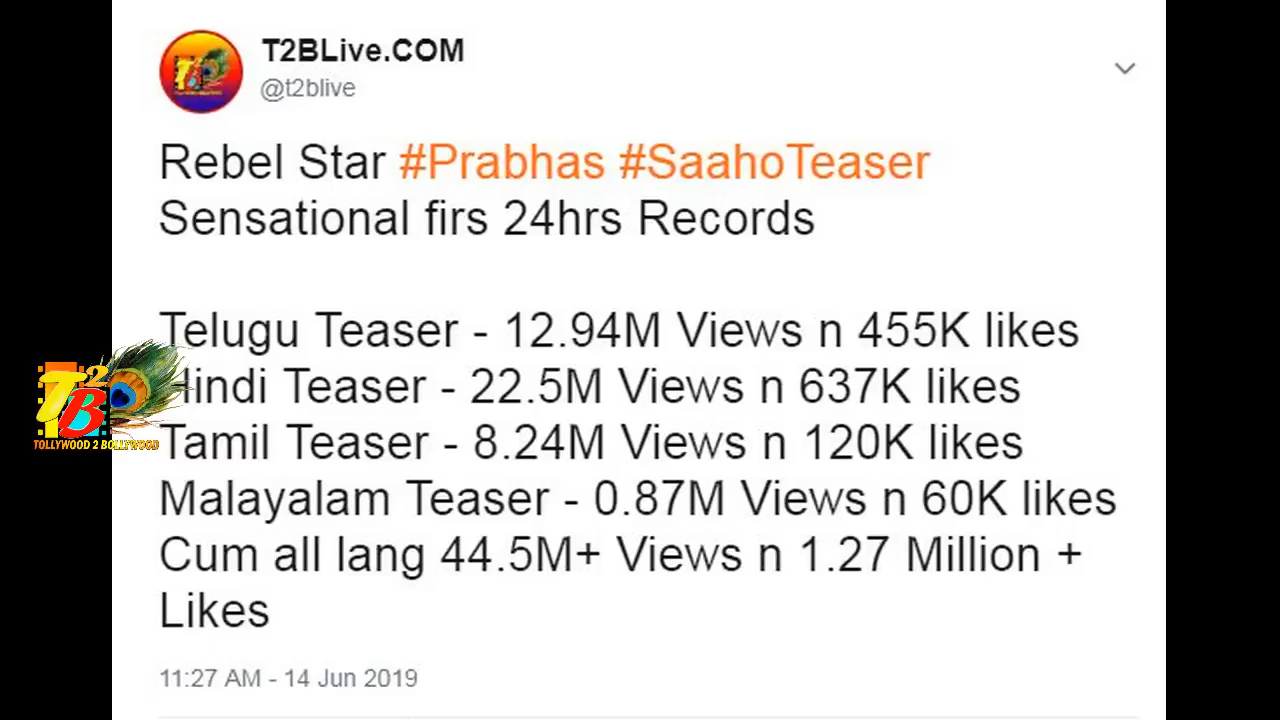 T2BLive.COM
@t2blive
Rebel Star #Prabhas #SaahoTeaser
Sensational firs 24hrs Records
Telugu Teaser - 12.94M Views n 455K likes
Hindi Teaser - 22.5M Views n 637K likes
Tamil Teaser - 8.24M Views n 120K likes
Malayalam Teaser - 0.87M Views n 60K likes
Cum all lang 44.5M+ Views n 1.27 Million +
Likes
T2B
TOLLYWOOD 2 BOLLYWOOD
11:27 AM - 14 Jun 2019